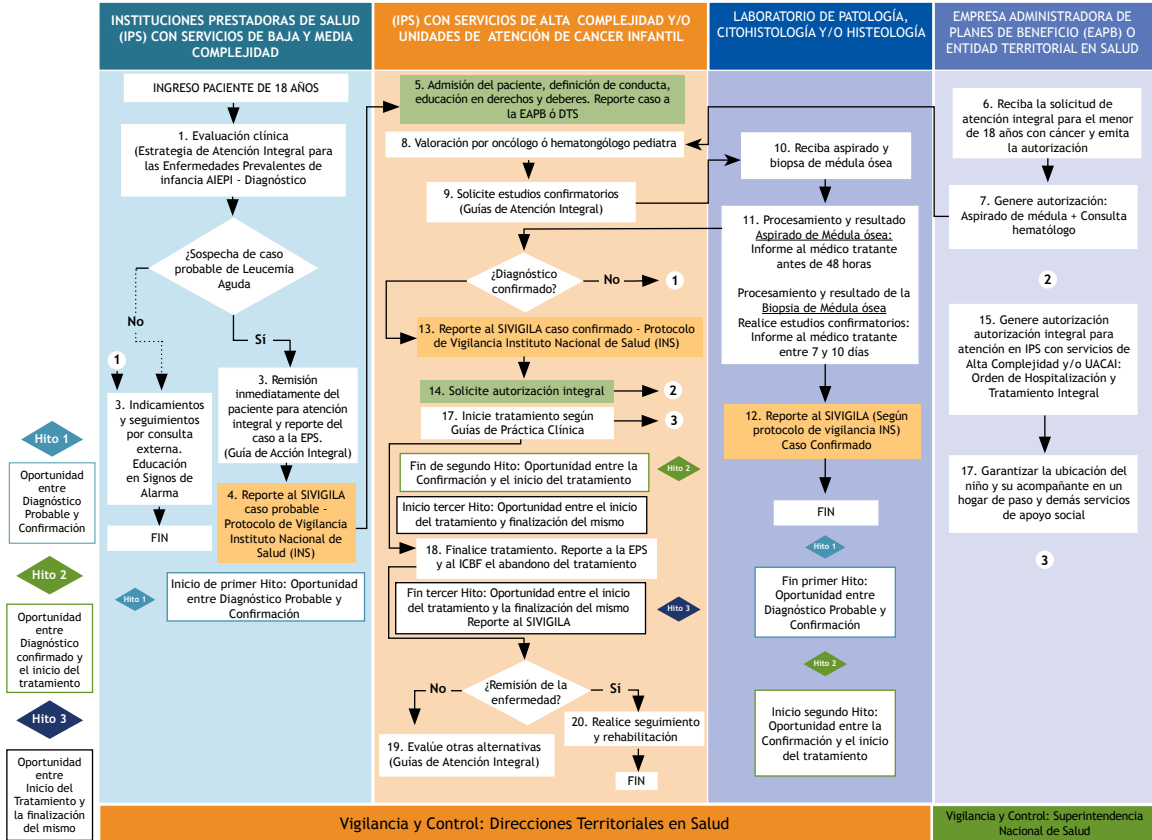 INSTITUCIONES PRESTADORAS DE SALUD
(IPS) CON SERVICIOS DE BAJA Y MEDIA
COMPLEJIDAD
(IPS) CON SERVICIOS DE ALTA COMPLEJIDAD Y/O
UNIDADES DE ATENCIÓN DE CANCER INFANTIL
LABORATORIO DE PATOLOGÍA,
CITOHISTOLOGÍA Y/O HISTEOLOGÍA
EMPRESA ADMINISTRADORA DE
PLANES DE BENEFICIO (EAPB) O
ENTIDAD TERRITORIAL EN SALUD
INGRESO PACIENTE DE 18 AÑOS
1. Evaluación clínica
(Estrategia de Atención Integral para
las Enfermedades Prevalentes de
infancia AIEPI - Diagnóstico
¿Sospecha de caso
probable de Leucemia
Aguda
No
Sí
1
3. Indicamientos
y seguimientos
por consulta
externa.
Educación
en Signos de
Alarma
FIN
3. Remisión
inmediatamente del
paciente para atención
integral y reporte del
caso a la EPS.
(Guía de Acción Integral)
4. Reporte al SIVIGILA
caso probable -
Protocolo de Vigilancia
Instituto Nacional de
Salud (INS)
Hito 1
Inicio de primer Hito: Oportunidad
entre Diagnóstico Probable y
Confirmación
Hito 1
Oportunidad
entre
Diagnóstico
Probable y
Confirmación
Hito 2
Oportunidad
entre
Diagnóstico
confirmado y
el inicio del
tratamiento
Hito 3
Oportunidad
entre
Inicio del
Tratamiento y
la finalización
del mismo
5. Admisión del paciente, definición de conducta,
educación en derechos y deberes. Reporte caso a
la EAPB ó DTS
8. Valoración por oncólogo ó hematongólogo pediatra
9. Solicite estudios confirmatorios
(Guías de Atención Integral)
¿Diagnóstico
confirmado?
No
1
13. Reporte al SIVIGILA caso confirmado - Protocolo
de Vigilancia Instituto Nacional de Salud (INS)
14. Solicite autorización integral
2
17. Inicie tratamiento según
Guías de Práctica Clínica
3
Fin de segundo Hito: Oportunidad entre la
Confirmación y el inicio del tratamiento
Hito 2
Inicio tercer Hito: Oportunidad entre el inicio
del tratamiento y finalización del mismo
18. Finalice tratamiento. Reporte a la EPS
y al ICBF el abandono del tratamiento
Fin tercer Hito: Oportunidad entre el inicio
del tratamiento y la finalización del mismo
Reporte al SIVIGILA
Hito 3
¿Remisión de la
enfermedad?
No
Sí
19. Evalúe otras alternativas
(Guías de Atención Integral)
20. Realice seguimiento
y rehabilitación
FIN
10. Reciba aspirado y
biopsa de médula ósea
11. Procesamiento y resultado
Aspirado de Médula ósea:
Informe al médico tratante
antes de 48 horas
Procesamiento y resultado de la
Biopsia de Médula ósea
Realice estudios confirmatorios:
Informe al médico tratante
entre 7 y 10 días
12. Reporte al SIVIGILA (Según
protocolo de vigilancia INS)
Caso Confirmado
FIN
Hito 1
Fin primer Hito:
Oportunidad entre
Diagnóstico Probable y
Confirmación
Hito 2
Inicio segundo Hito:
Oportunidad entre la
Confirmación y el inicio
del tratamiento
6. Reciba la solicitud de
atención integral para el menor
de 18 años con cáncer y emita
la autorización
7. Genere autorización:
Aspirado de médula + Consulta
hematólogo
2
15. Genere autorización
autorización integral para
atención en IPS con servicios de
Alta Complejidad y/o UACAI:
Orden de Hospitalización y
Tratamiento Integral
17. Garantizar la ubicación del
niño y su acompañante en un
hogar de paso y demás servicios
de apoyo social
3
Vigilancia y Control: Direcciones Territoriales en Salud
Vigilancia y Control: Superintendencia
Nacional de Salud